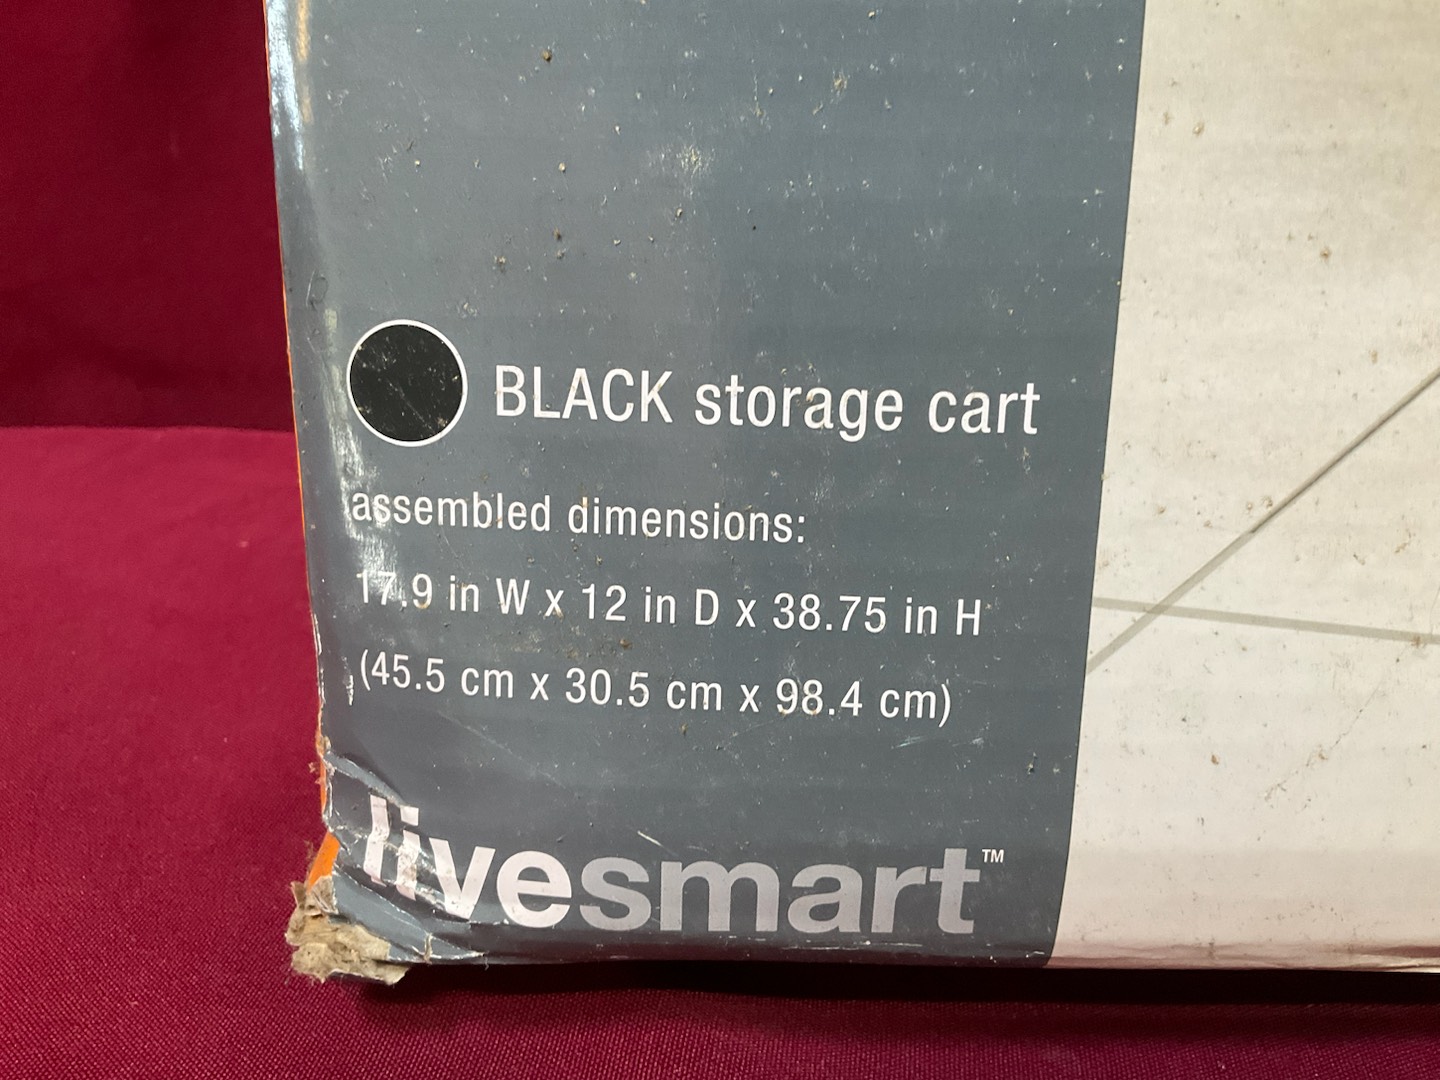 BLACK storage cart
assembled dimensions:
17.9 in W x 12 in D x 38.75 in H
(45.5 cm x 30.5 cm x 98.4 cm)
livesmart™